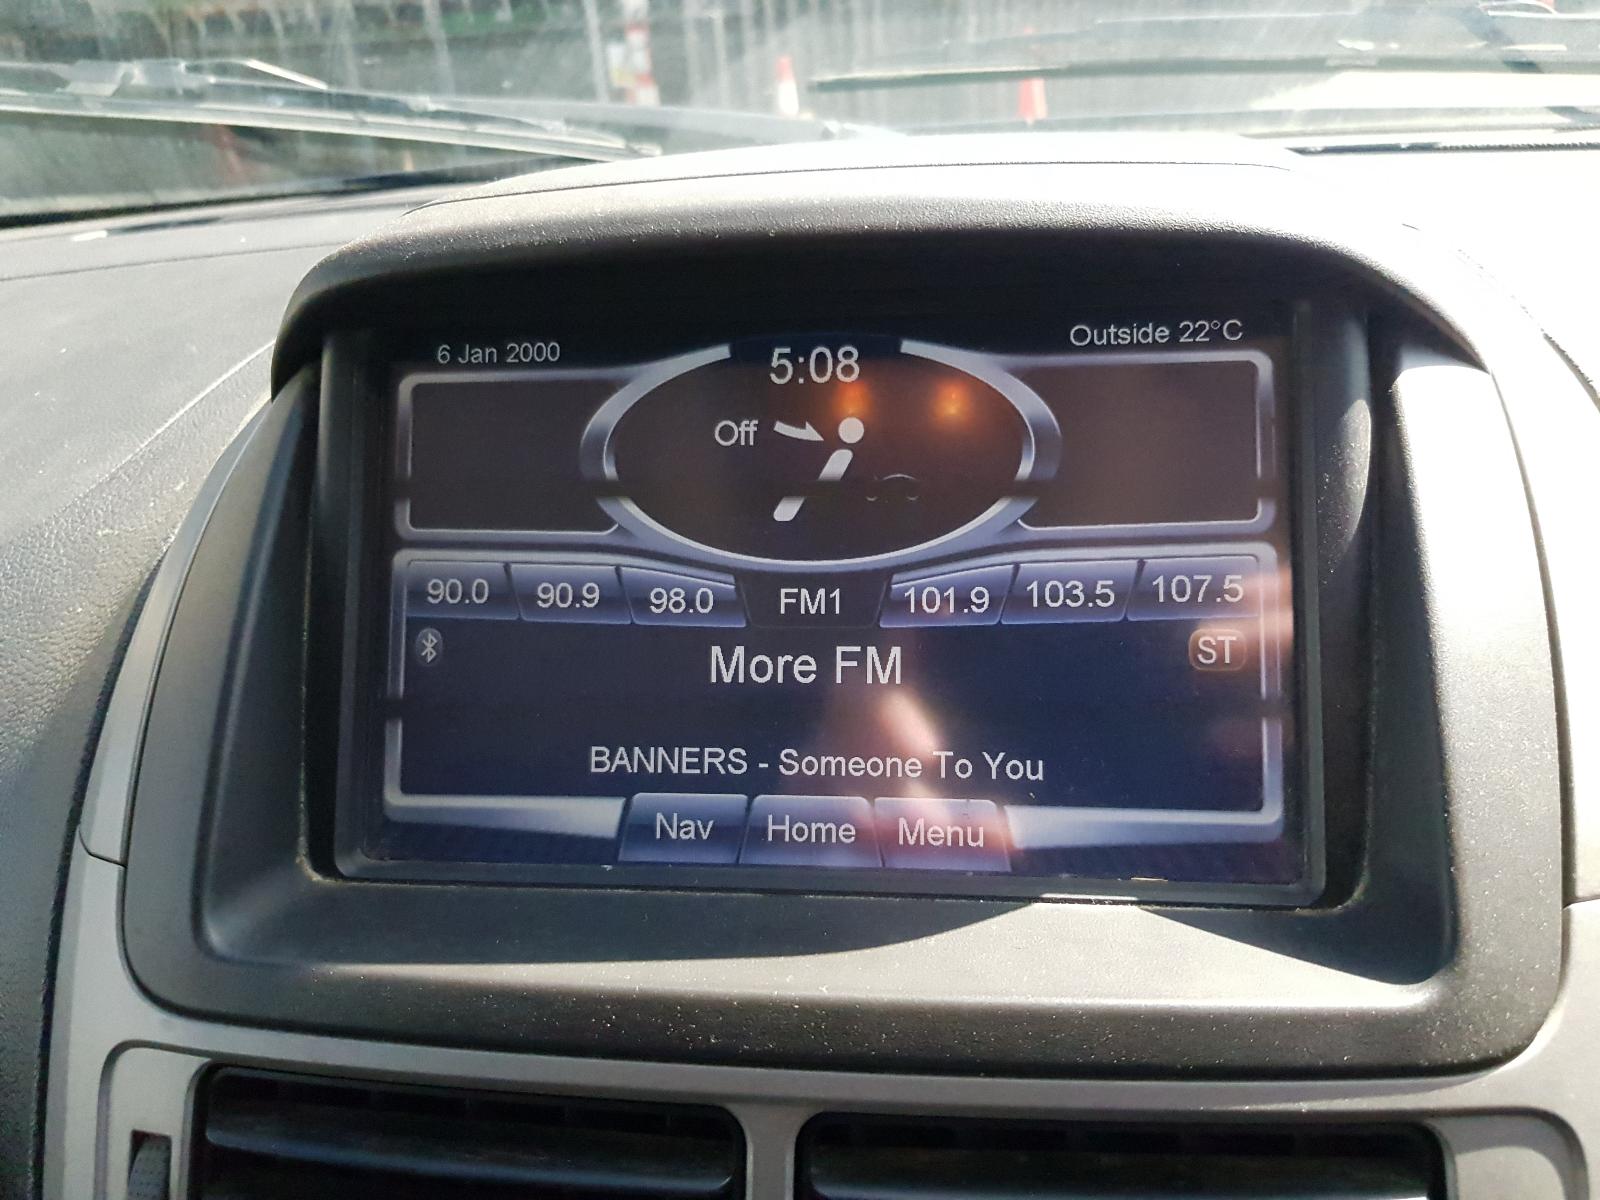 6 Jan 2000
5:08
Outside 22°C
Off
90.0 90.9 98.0 FM1 101.9 103.5 107.5
More FM
ST
BANNERS - Someone To You
Nav Home Menu